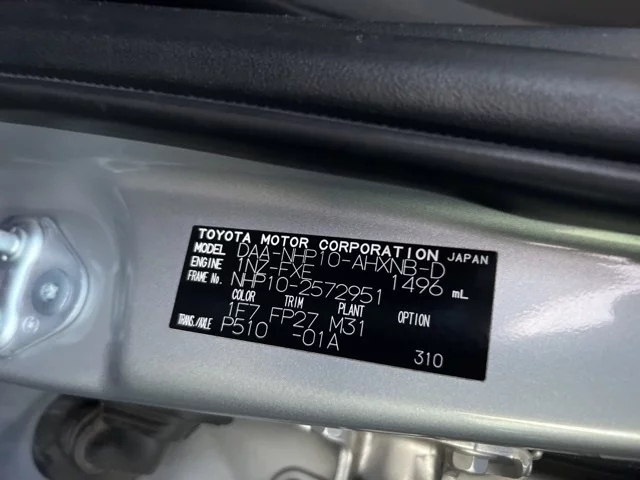 TOYOTA MOTOR CORPORATION JAPAN
MODEL DAA-NHP10-AHXNB-D
ENGINE 1NZ-FXE 1496 mL
FRAME No. NHP10-2572951
COLOR TRIM PLANT OPTION
1F7 FP27 M31
TRANS./AXLE P510 -01A 310